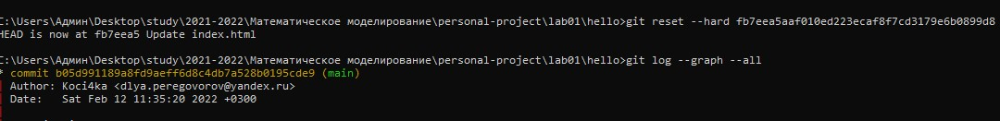 C:\Users\Админ\Desktop\study\2021-2022\Математическое моделирование\personal-project\lab01\hello>git reset --hard fb7eea5aaf010ed223ecaf8f7cd3179e6b0899d8
HEAD is now at fb7eea5 Update index.html
C:\Users\Админ\Desktop\study\2021-2022\Математическое моделирование\personal-project\lab01\hello>git log --graph --all
* commit b05d991189a8fd9aeff6d8c4db7a528b0195cde9 (main)
| Author: Koci4ka <dlya.peregovorov@yandex.ru>
| Date:   Sat Feb 12 11:35:20 2022 +0300
|